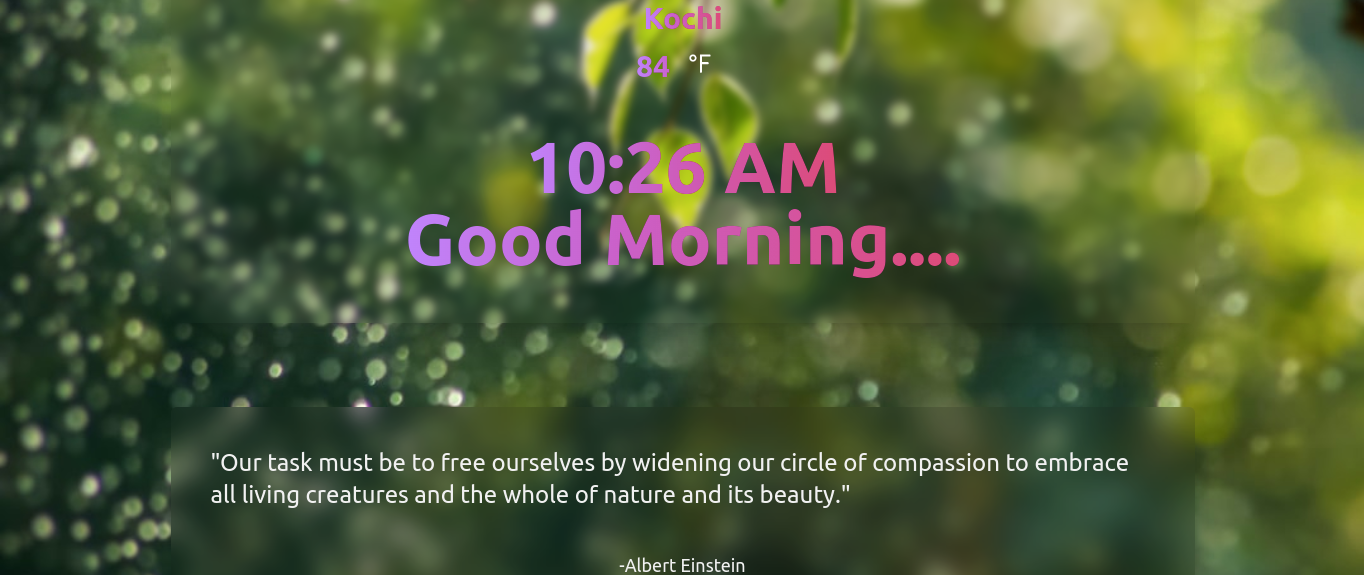 Kochi
84 °F
10:26 AM
Good Morning....
"Our task must be to free ourselves by widening our circle of compassion to embrace
all living creatures and the whole of nature and its beauty."
-Albert Einstein